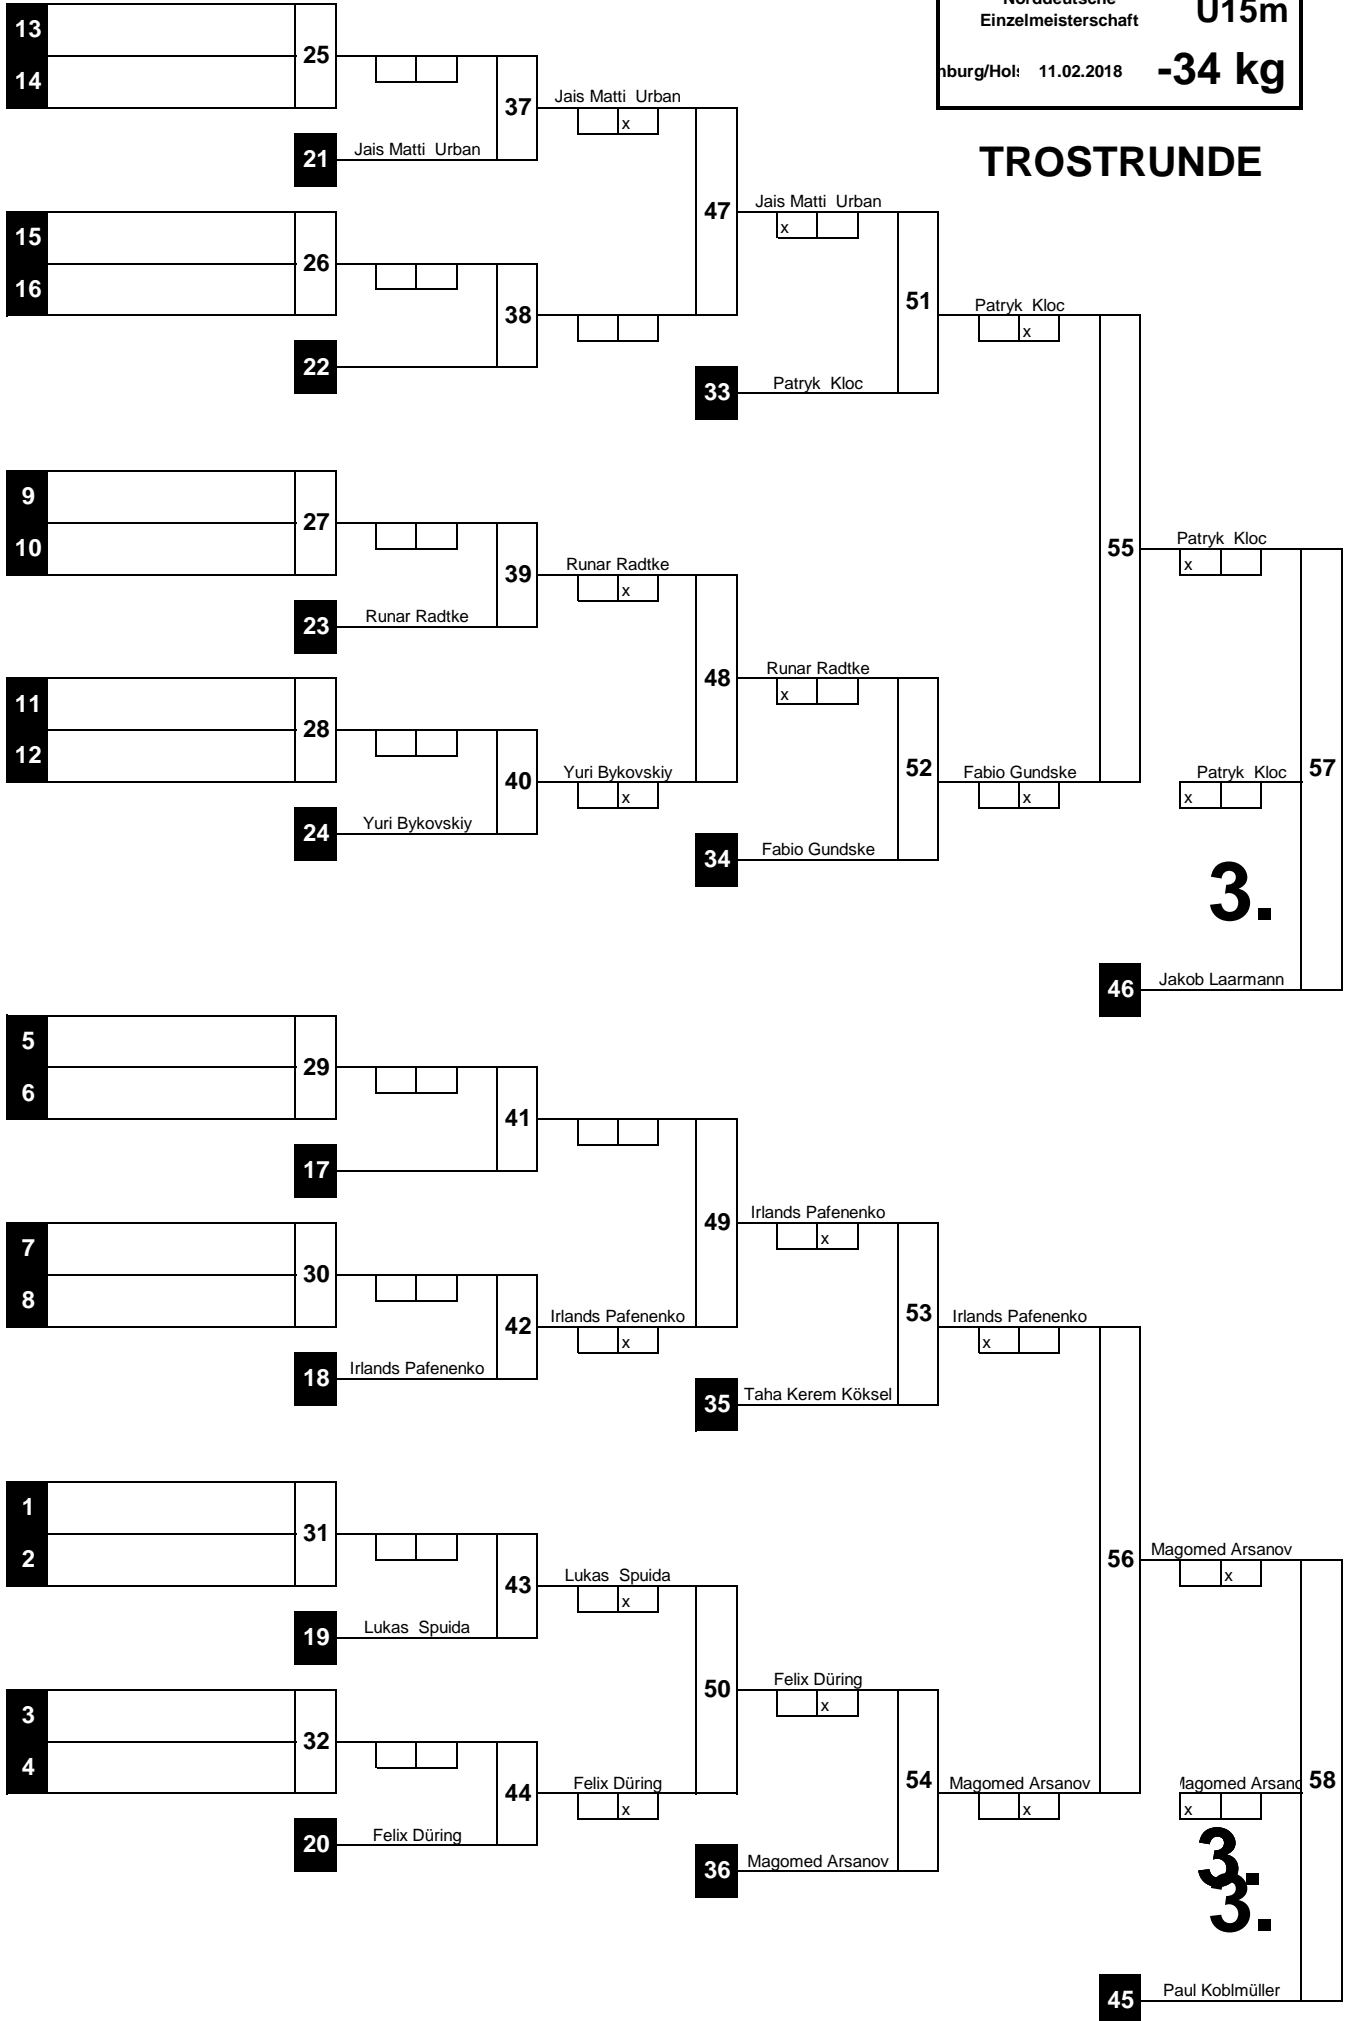 Norddeutsche
Einzelmeisterschaft
U15m
11.02.2018
-34 kg
TROSTRUNDE
13
14
25
37
Jais Matti Urban
x
21
Jais Matti Urban
47
Jais Matti Urban
x
15
16
26
38
22
51
Patryk Kloc
x
33
Patryk Kloc
9
10
27
39
Runar Radtke
x
23
Runar Radtke
55
Patryk Kloc
x
11
12
28
40
Yuri Bykovskiy
x
24
Yuri Bykovskiy
48
Runar Radtke
x
52
Fabio Gundske
x
34
Fabio Gundske
Patryk Kloc
x
57
3.
46
Jakob Laarmann
5
6
29
41
17
49
Irlands Pafenenko
x
7
8
30
42
Irlands Pafenenko
x
18
Irlands Pafenenko
53
Irlands Pafenenko
x
35
Taha Kerem Köksel
1
2
31
43
Lukas Spuida
x
19
Lukas Spuida
56
Magomed Arsanov
x
3
4
32
44
Felix Düring
x
20
Felix Düring
50
Felix Düring
x
54
Magomed Arsanov
x
36
Magomed Arsanov
Magomed Arsano
x
58
3.
3.
45
Paul Koblmüller